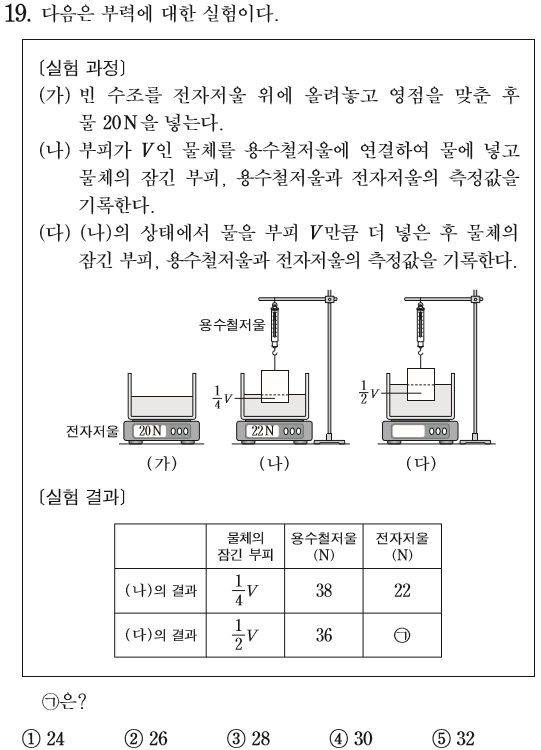 19. 다음은 부력에 대한 실험이다.
〔실험 과정〕
(가) 빈 수조를 전자저울 위에 올려놓고 영점을 맞춘 후
물 20N을 넣는다.
(나) 부피가 V인 물체를 용수철저울에 연결하여 물에 넣고
물체의 잠긴 부피, 용수철저울과 전자저울의 측정값을
기록한다.
(다) (나)의 상태에서 물을 부피 V만큼 더 넣은 후 물체의
잠긴 부피, 용수철저울과 전자저울의 측정값을 기록한다.
용수철저울
1/4 V
1/2 V
전자저울 20N 22N
(가) (나) (다)
〔실험 결과〕
물체의 잠긴 부피 용수철저울 (N) 전자저울 (N)
(나)의 결과 1/4 V 38 22
(다)의 결과 1/2 V 36 ㉠
㉠은?
① 24 ② 26 ③ 28 ④ 30 ⑤ 32